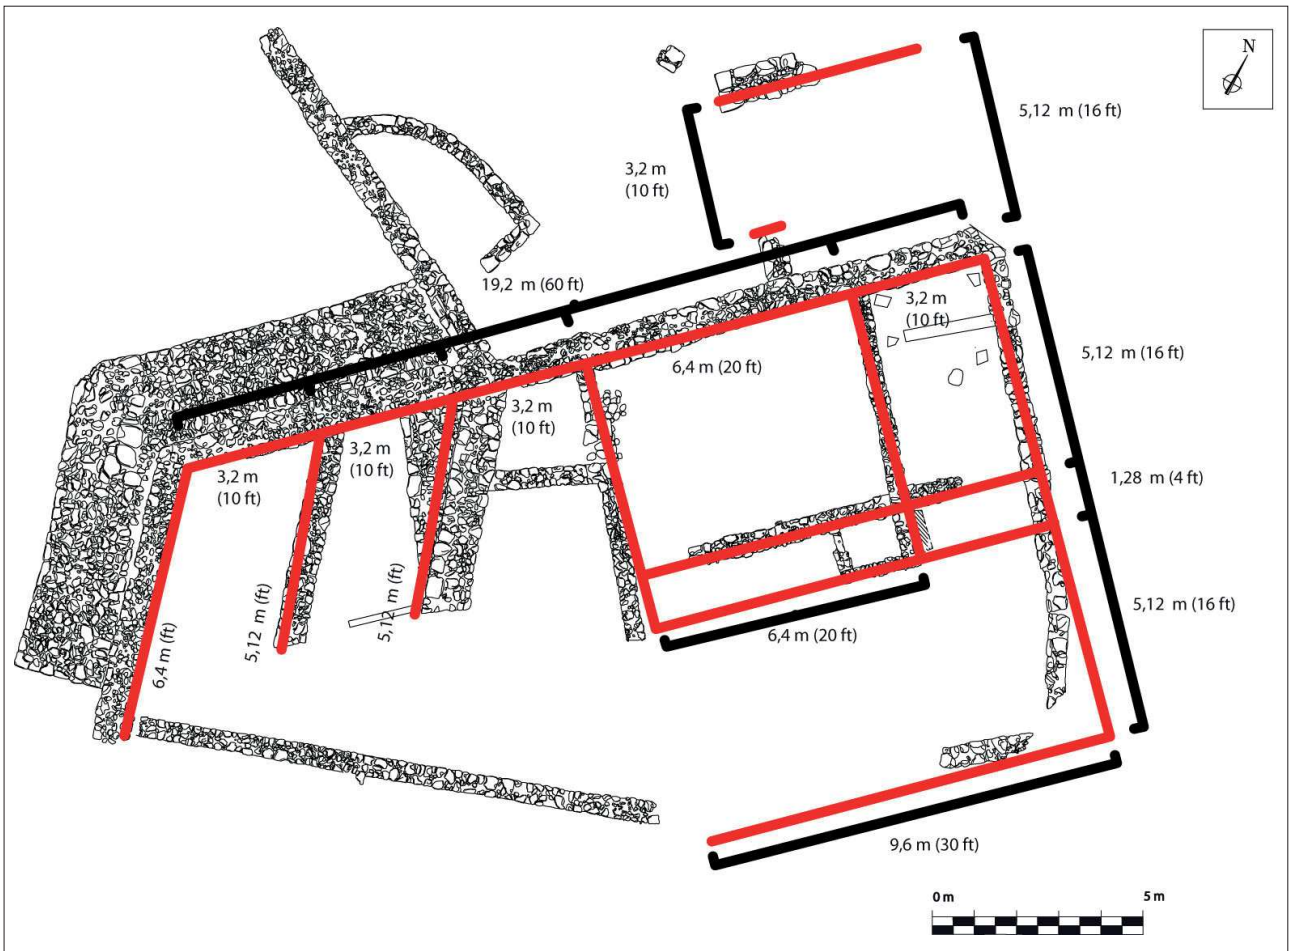 N
5,12 m (16 ft)
3,2 m
(10 ft)
19,2 m (60 ft)
3,2 m
(10 ft)
5,12 m (16 ft)
6,4 m (20 ft)
3,2 m
(10 ft)
3,2 m
(10 ft)
3,2 m
(10 ft)
1,28 m (4 ft)
5,12 m (ft)
5,12 m (ft)
6,4 m (ft)
5,12 m (16 ft)
6,4 m (20 ft)
9,6 m (30 ft)
0 m
5 m